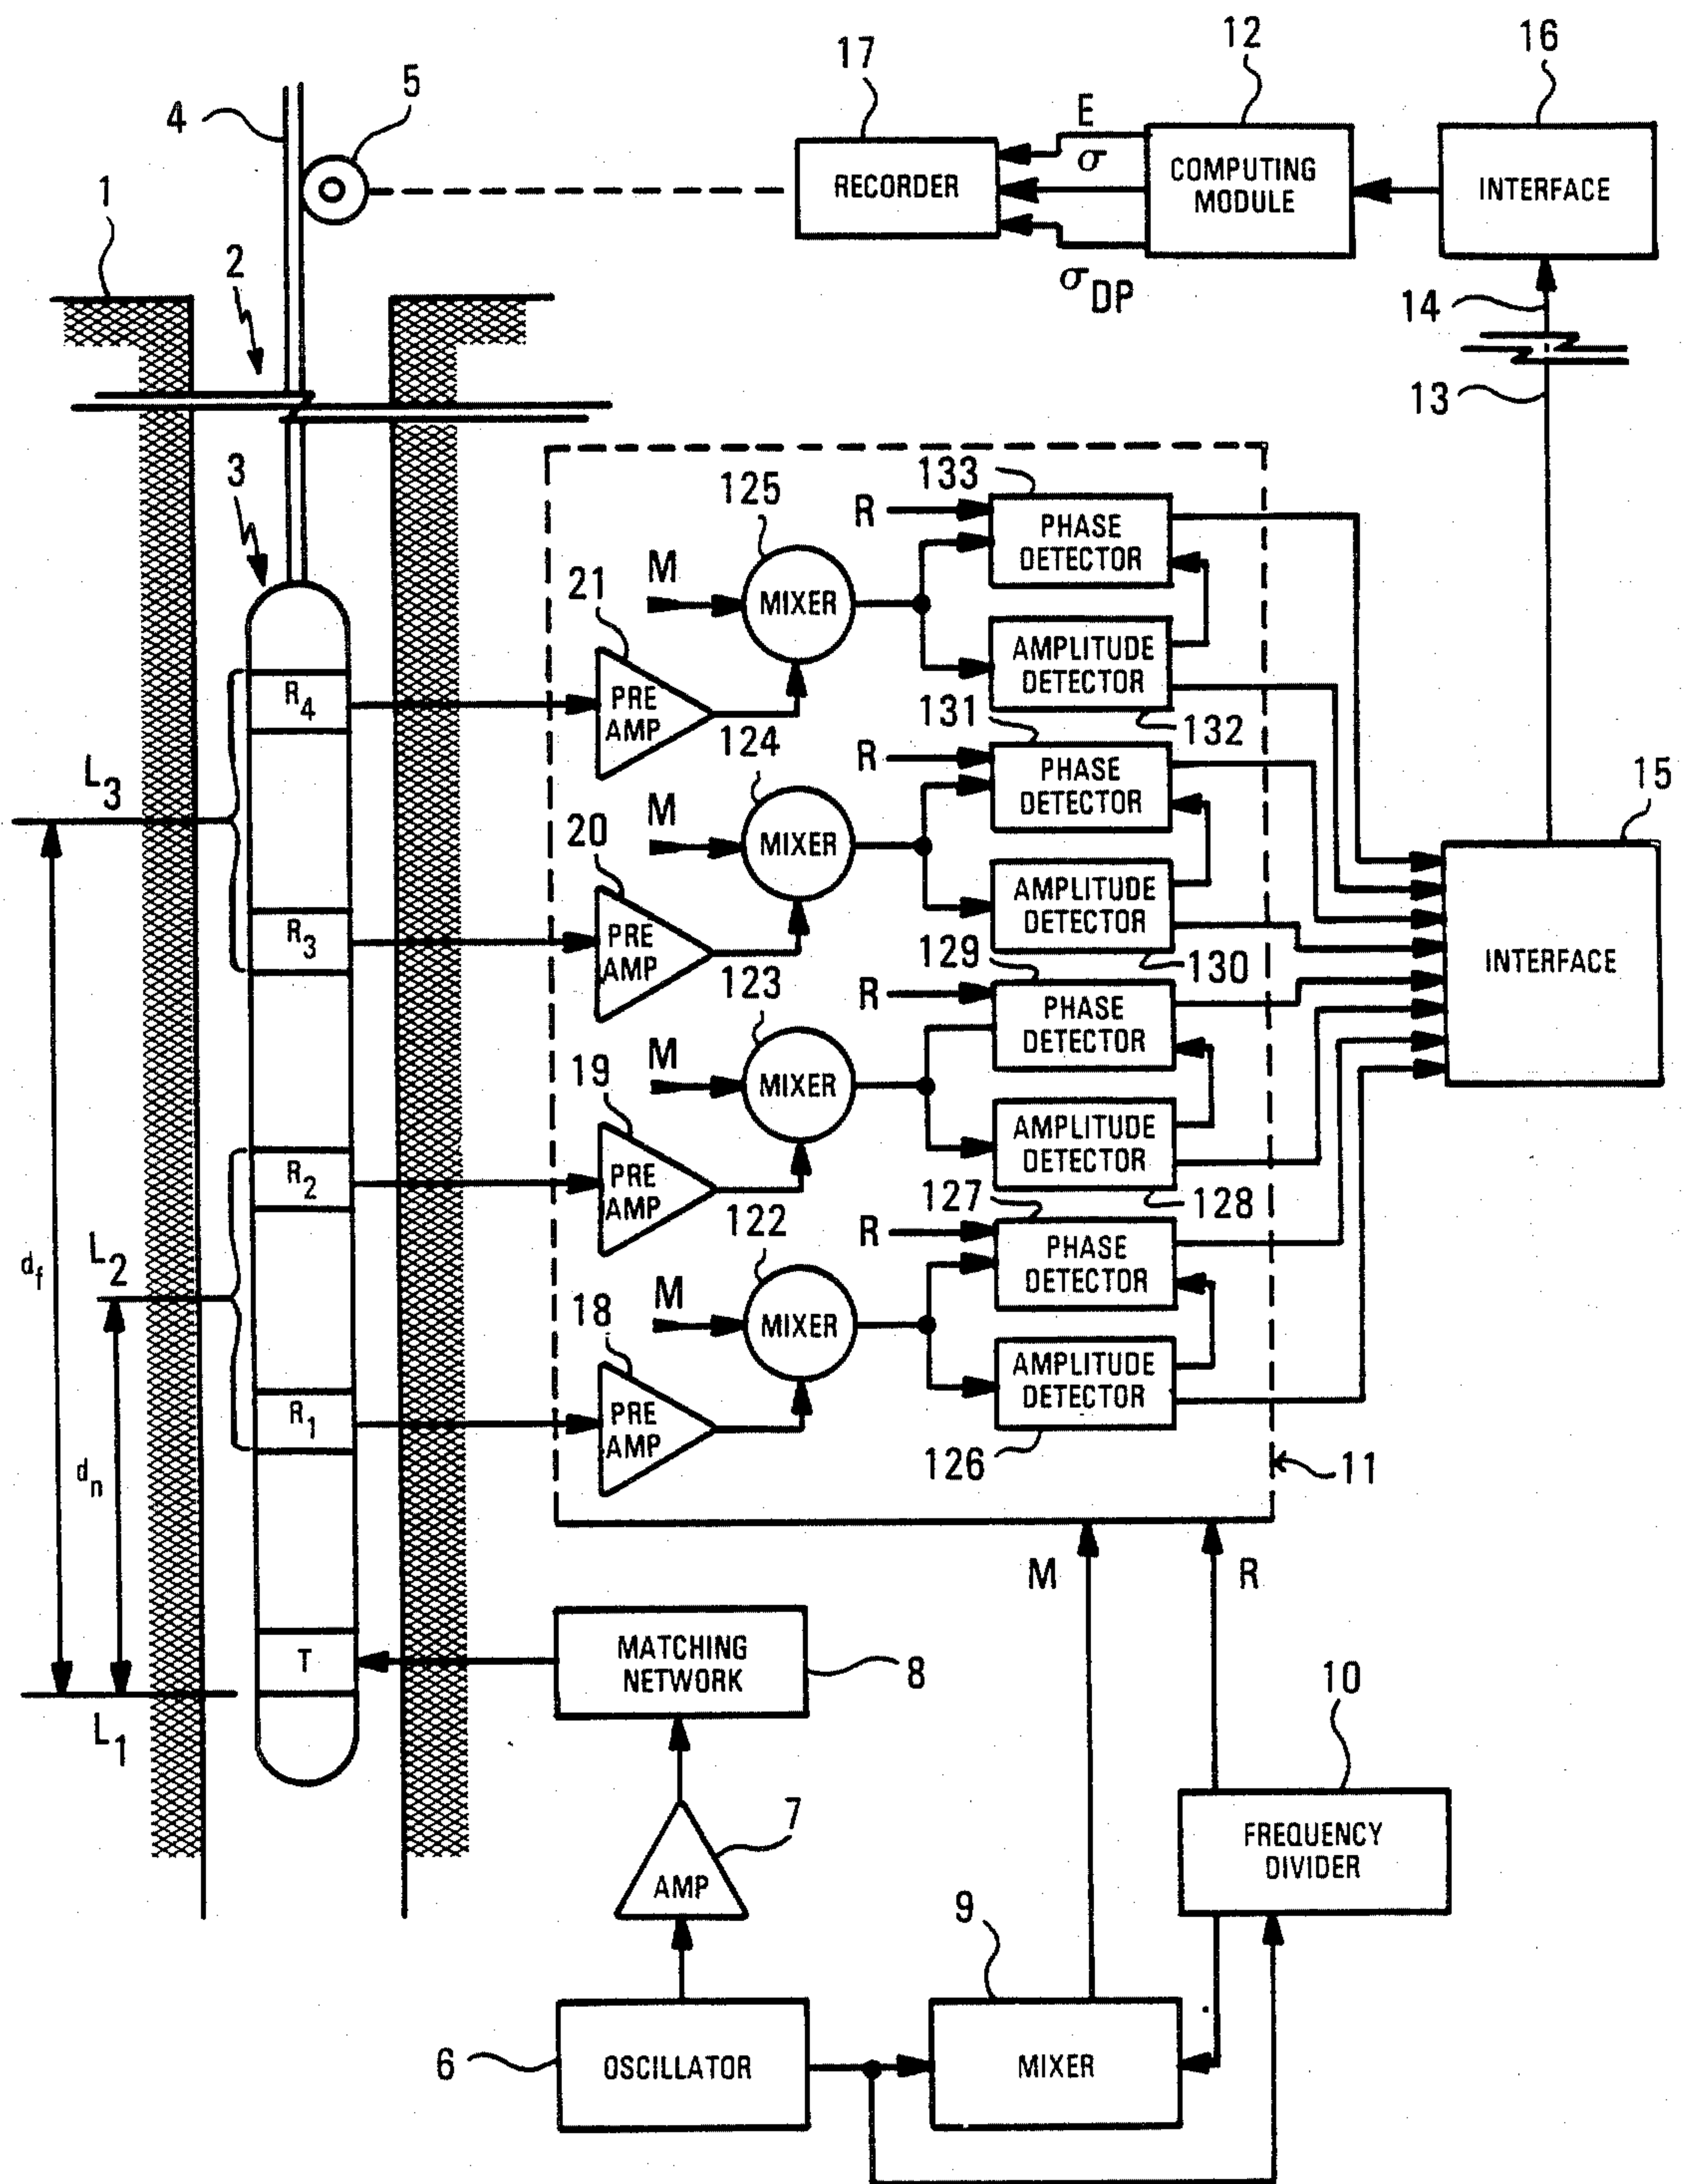 17
12
16
4
5
E
σ
σ DP
RECORDER
COMPUTING
MODULE
INTERFACE
1
2
14
13
3
125
R
133
PHASE
DETECTOR
M
MIXER
21
PRE
AMP
AMPLITUDE
DETECTOR
R4
L3
124
131
132
R
PHASE
DETECTOR
15
M
MIXER
20
PRE
AMP
AMPLITUDE
DETECTOR
R3
INTERFACE
123
129
130
R
PHASE
DETECTOR
M
MIXER
19
PRE
AMP
AMPLITUDE
DETECTOR
R2
122
127
128
R
PHASE
DETECTOR
df
L2
M
MIXER
18
PRE
AMP
AMPLITUDE
DETECTOR
R1
dn
126
11
M
R
T
MATCHING
NETWORK
8
L1
10
7
AMP
FREQUENCY
DIVIDER
9
6
OSCILLATOR
MIXER